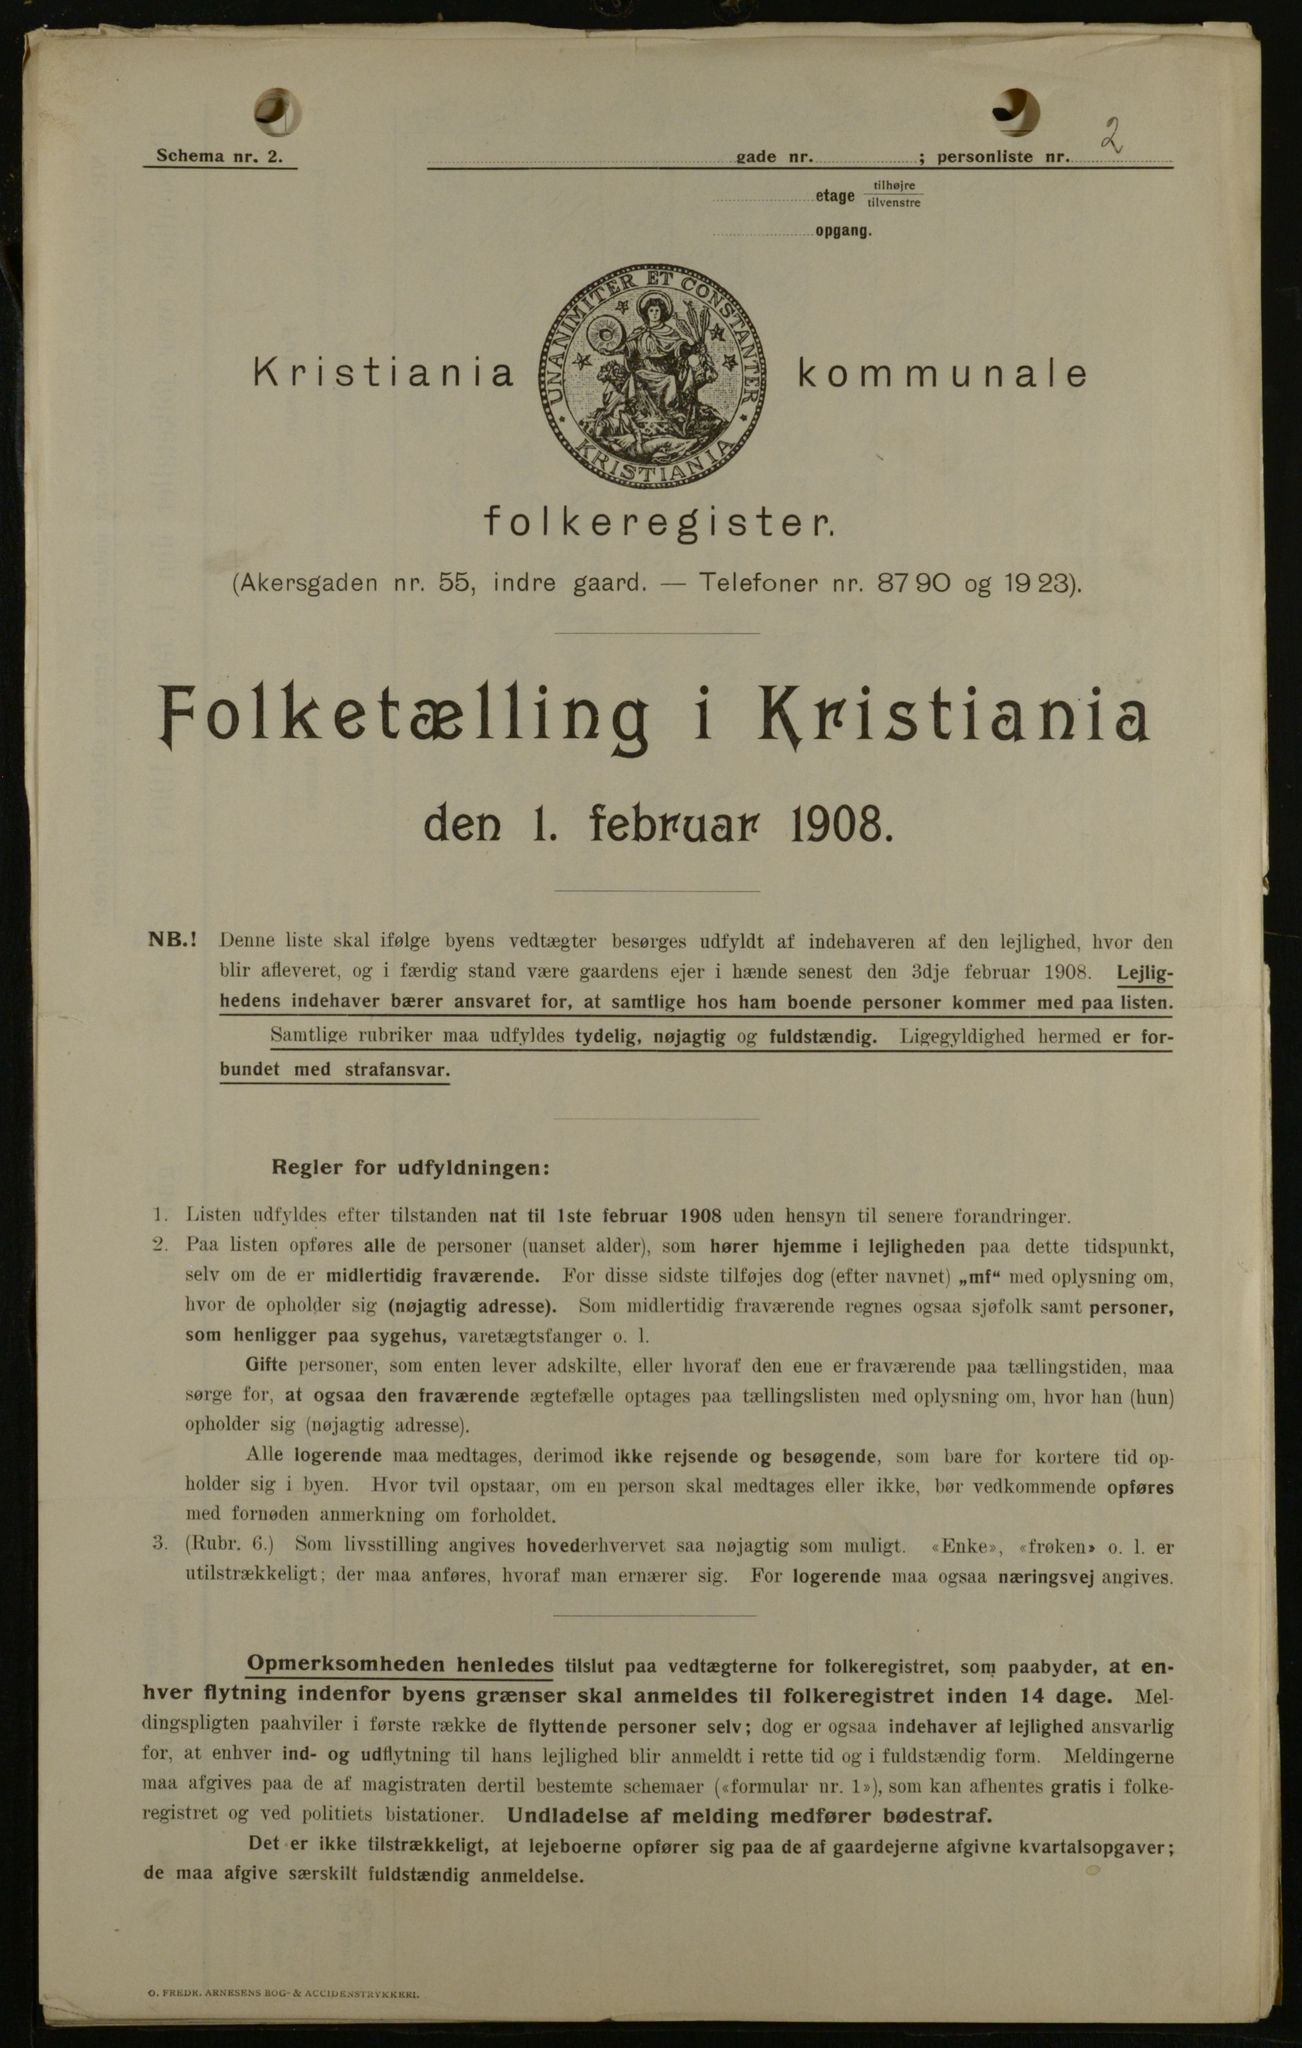 Schema nr. 2.
gade nr. ; personliste nr. 2
etage tilhøjre
tilvenstre
opgang.
UNANIMITER ET CONSTANTER
KRISTIANIA
Kristiania kommunale
folkeregister.
(Akersgaden nr. 55, indre gaard. — Telefoner nr. 87 90 og 19 23).
Folketælling i Kristiania
den 1. februar 1908.
NB.! Denne liste skal ifølge byens vedtægter besørges udfyldt af indehaveren af den lejlighed, hvor den
blir afleveret, og i færdig stand være gaardens ejer i hænde senest den 3dje februar 1908. Lejlig-
hedens indehaver bærer ansvaret for, at samtlige hos ham boende personer kommer med paa listen.
Samtlige rubriker maa udfyldes tydelig, nøjagtig og fuldstændig. Ligegyldighed hermed er for-
bundet med strafansvar.
Regler for udfyldningen:
1. Listen udfyldes efter tilstanden nat til 1ste februar 1908 uden hensyn til senere forandringer.
2. Paa listen opføres alle de personer (uanset alder), som hører hjemme i lejligheden paa dette tidspunkt,
selv om de er midlertidig fraværende. For disse sidste tilføjes dog (efter navnet) „mf“ med oplysning om,
hvor de opholder sig (nøjagtig adresse). Som midlertidig fraværende regnes ogsaa sjøfolk samt personer,
som henligger paa sygehus, varetægtsfanger o. l.
Gifte personer, som enten lever adskilte, eller hvoraf den ene er fraværende paa tællingstiden, maa
sørge for, at ogsaa den fraværende ægtefælle optages paa tællingslisten med oplysning om, hvor han (hun)
opholder sig (nøjagtig adresse).
Alle logerende maa medtages, derimod ikke rejsende og besøgende, som bare for kortere tid op-
holder sig i byen. Hvor tvil opstaar, om en person skal medtages eller ikke, bør vedkommende opføres
med fornøden anmerkning om forholdet.
3. (Rubr. 6.) Som livsstilling angives hovederhvervet saa nøjagtig som muligt. «Enke», «frøken» o. l. er
utilstrækkeligt; der maa anføres, hvoraf man ernærer sig. For logerende maa ogsaa næringsvej angives.
Opmerksomheden henledes tilslut paa vedtægterne for folkeregistret, som paabyder, at en-
hver flytning indenfor byens grænser skal anmeldes til folkeregistret inden 14 dage. Mel-
dingspligten paahviler i første række de flyttende personer selv; dog er ogsaa indehaver af lejlighed ansvarlig
for, at enhver ind- og udflytning til hans lejlighed blir anmeldt i rette tid og i fuldstændig form. Meldingerne
maa afgives paa de af magistraten dertil bestemte schemaer («formular nr. 1»), som kan afhentes gratis i folke-
registret og ved politiets bistationer. Undladelse af melding medfører bødestraf.
Det er ikke tilstrækkeligt, at lejeboerne opfører sig paa de af gaardejerne afgivne kvartalsopgaver;
de maa afgive særskilt fuldstændig anmeldelse.
O. FREDK. ARNESENS BOG- & ACCIDENSTRYKKERI.